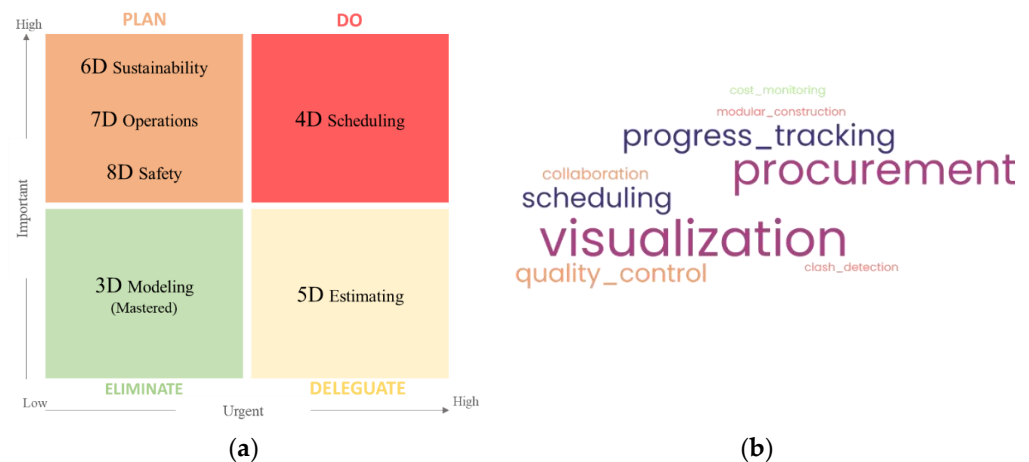 PLAN
DO
High
6D Sustainability
7D Operations
8D Safety
4D Scheduling
Important
3D Modeling
(Mastered)
5D Estimating
ELIMINATE
DELEGUATE
Low
Urgent
High
(a)
cost_monitoring
modular_construction
progress_tracking
procurement
collaboration
scheduling
visualization
quality_control
clash_detection
(b)